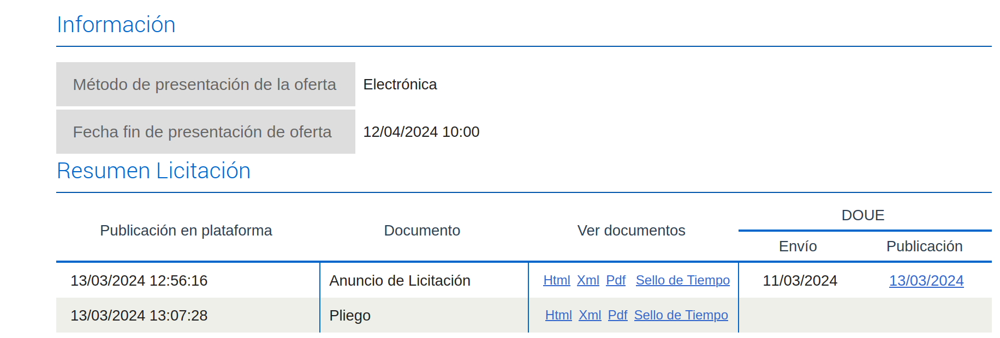 Información
Método de presentación de la oferta Electrónica
Fecha fin de presentación de oferta 12/04/2024 10:00
Resumen Licitación
Publicación en plataforma Documento Ver documentos DOUE
Envío Publicación
13/03/2024 12:56:16 Anuncio de Licitación Html Xml Pdf Sello de Tiempo 11/03/2024 13/03/2024
13/03/2024 13:07:28 Pliego Html Xml Pdf Sello de Tiempo